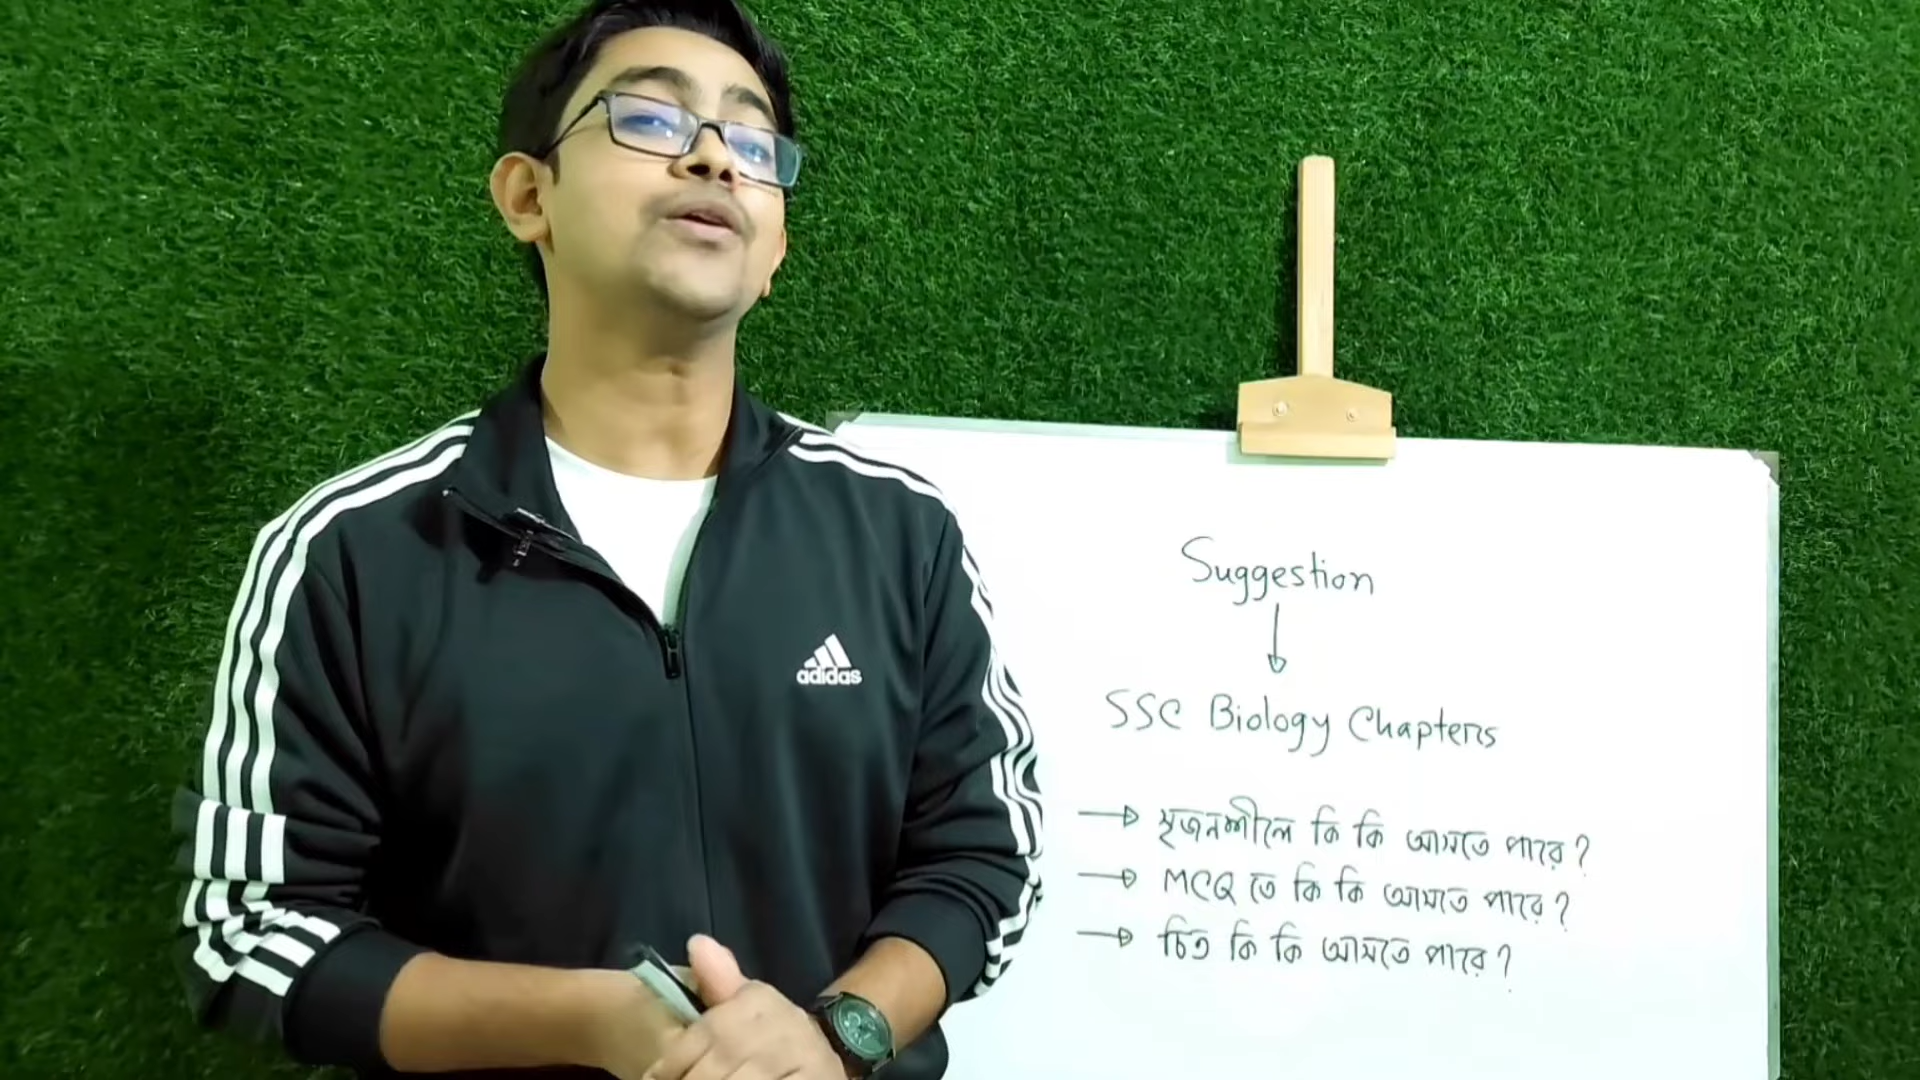 adidas
Suggestion
SSC Biology Chapters
সৃজনশীলে কি কি আসতে পারে?
MCQ তে কি কি আসতে পারে?
চিত্র কি কি আসতে পারে?